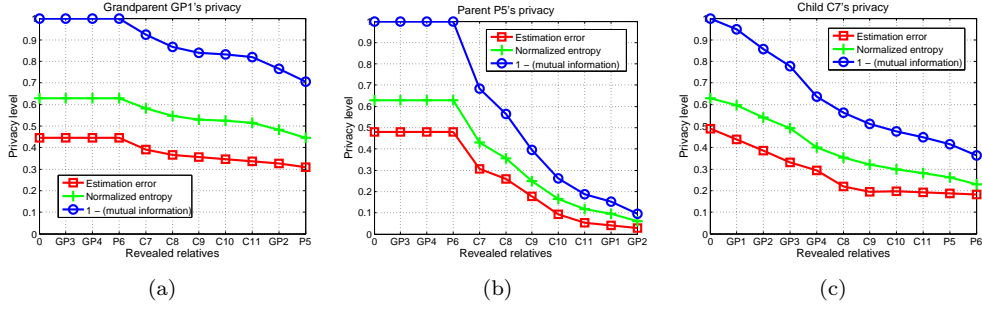 Grandparent GP1's privacy
1
0.9
0.8
0.7
0.6
0.5
0.4
0.3
0.2
0.1
0
Privacy level
Estimation error
Normalized entropy
1 − (mutual information)
0 GP3 GP4 P6 C7 C8 C9 C10 C11 GP2 P5
Revealed relatives
(a)
Parent P5's privacy
1
0.9
0.8
0.7
0.6
0.5
0.4
0.3
0.2
0.1
0
Privacy level
Estimation error
Normalized entropy
1 − (mutual information)
0 GP3 GP4 P6 C7 C8 C9 C10 C11 GP1 GP2
Revealed relatives
(b)
Child C7's privacy
1
0.9
0.8
0.7
0.6
0.5
0.4
0.3
0.2
0.1
0
Privacy level
Estimation error
Normalized entropy
1 − (mutual information)
0 GP1 GP2 GP3 GP4 C8 C9 C10 C11 P5 P6
Revealed relatives
(c)